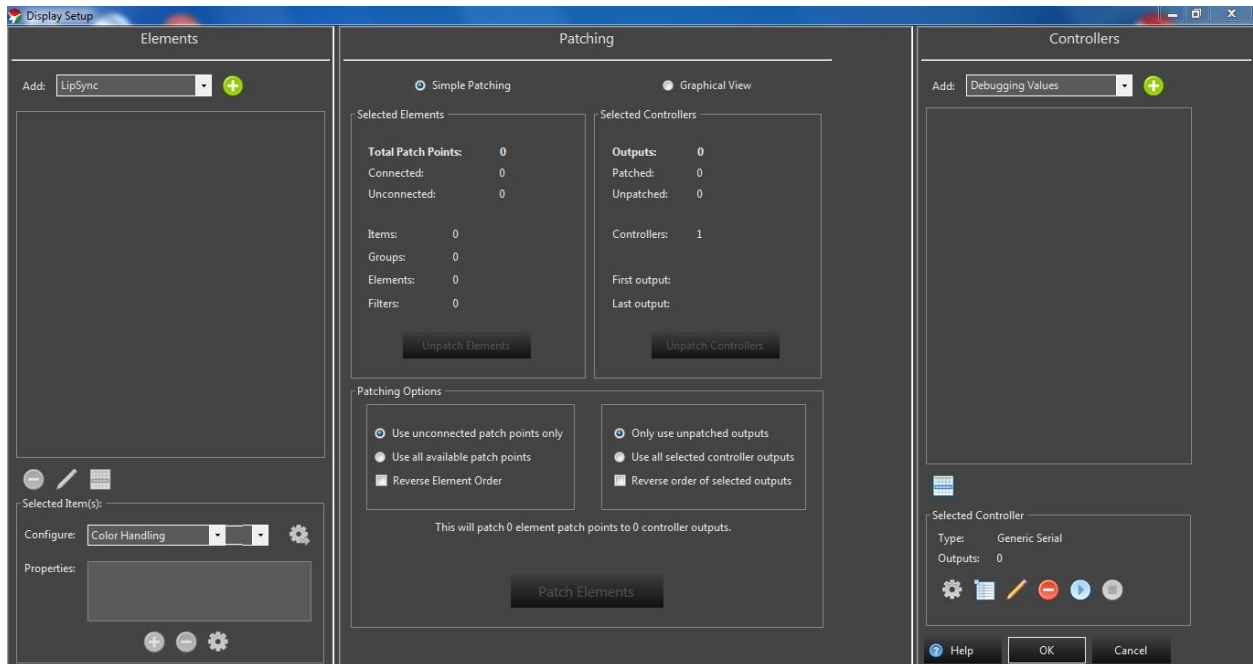 Display Setup
Elements
Add: LipSync
Selected Item(s):
Configure: Color Handling
Properties:
Patching
Simple Patching
Graphical View
Selected Elements
Total Patch Points: 0
Connected: 0
Unconnected: 0
Items: 0
Groups: 0
Elements: 0
Filters: 0
Unpatch Elements
Selected Controllers
Outputs: 0
Patched: 0
Unpatched: 0
Controllers: 1
First output:
Last output:
Unpatch Controllers
Patching Options
Use unconnected patch points only
Use all available patch points
Reverse Element Order
Only use unpatched outputs
Use all selected controller outputs
Reverse order of selected outputs
This will patch 0 element patch points to 0 controller outputs.
Patch Elements
Controllers
Add: Debugging Values
Selected Controller
Type: Generic Serial
Outputs: 0
Help
OK
Cancel